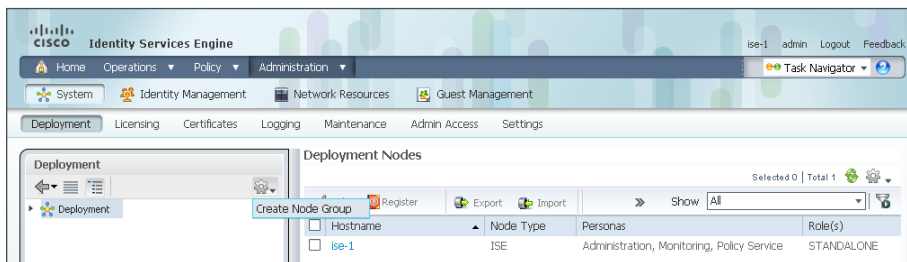 CISCO Identity Services Engine
ise-1 admin Logout Feedback
Home Operations Policy Administration
Task Navigator
System Identity Management Network Resources Guest Management
Deployment Licensing Certificates Logging Maintenance Admin Access Settings
Deployment
Deployment
Create Node Group
Deployment Nodes
Selected 0 | Total 1
Register Export Import » Show All
Hostname Node Type Personas Role(s)
ise-1 ISE Administration, Monitoring, Policy Service STANDALONE